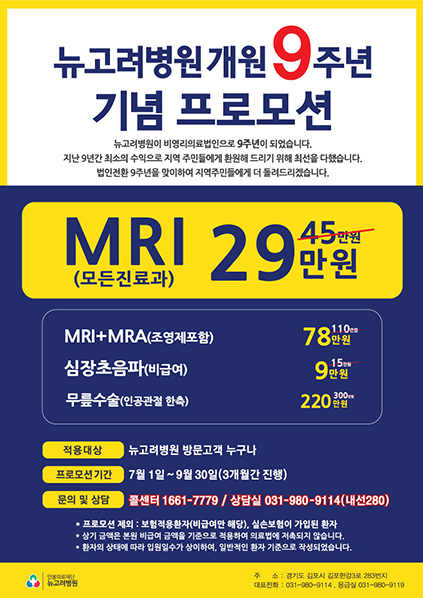 뉴고려병원 개원 9주년
기념 프로모션
뉴고려병원이 비영리의료법인으로 9주년이 되었습니다.
지난 9년간 최소의 수익으로 지역 주민들에게 환원해 드리기 위해 최선을 다했습니다.
법인전환 9주년을 맞이하여 지역주민들에게 더 돌려드리겠습니다.
MRI
(모든진료과)
45만원
29만원
MRI+MRA(조영제포함) 78만원 110만원
심장초음파(비급여) 9만원 15만원
무릎수술(인공관절 한측) 220만원 300만원
적용대상 뉴고려병원 방문고객 누구나
프로모션기간 7월 1일 ~ 9월 30일(3개월간 진행)
문의 및 상담 콜센터 1661-7779 / 상담실 031-980-9114(내선280)
* 프로모션 제외 : 보험적용환자(비급여만 해당), 실손보험이 가입된 환자
* 상기 금액은 본원 비급여 금액을 기준으로 적용하여 의료법에 저촉되지 않습니다.
* 환자의 상태에 따라 입원일수가 상이하여, 일반적인 환자 기준으로 작성되었습니다.
인봉의료재단
뉴고려병원
주 소 : 경기도 김포시 김포한강3로 283번지
대표전화 : 031-980-9114 , 응급실 031-980-9119